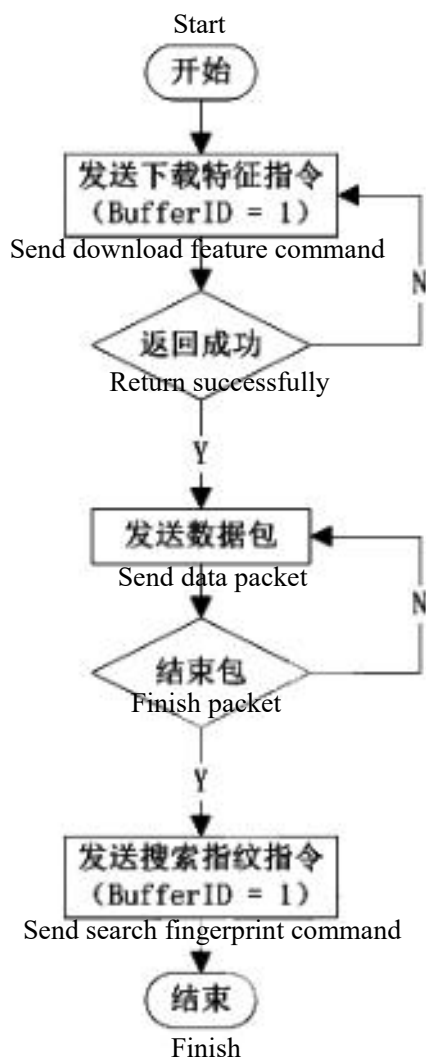 Start
开始
发送下载特征指令
（BufferID = 1）
Send download feature command
N
返回成功
Return successfully
Y
发送数据包
Send data packet
N
结束包
Finish packet
Y
发送搜索指纹指令
（BufferID = 1）
Send search fingerprint command
结束
Finish